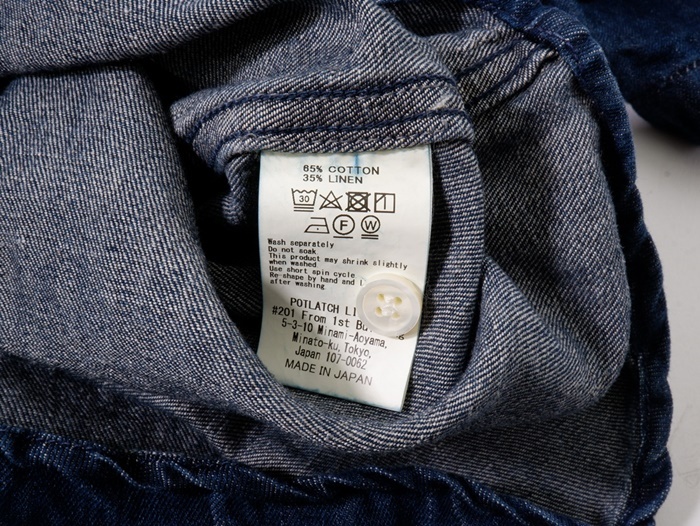 65% COTTON
35% LINEN
30
F W
Wash separately
Do not soak
This product may shrink slightly
when washed
Use short spin cycle
Re-shape by hand and
after washing
POTLATCH
#201 From 1st
5-3-10 Minami-Aoyama,
Minato-ku, Tokyo,
Japan 107-0062
MADE IN JAPAN